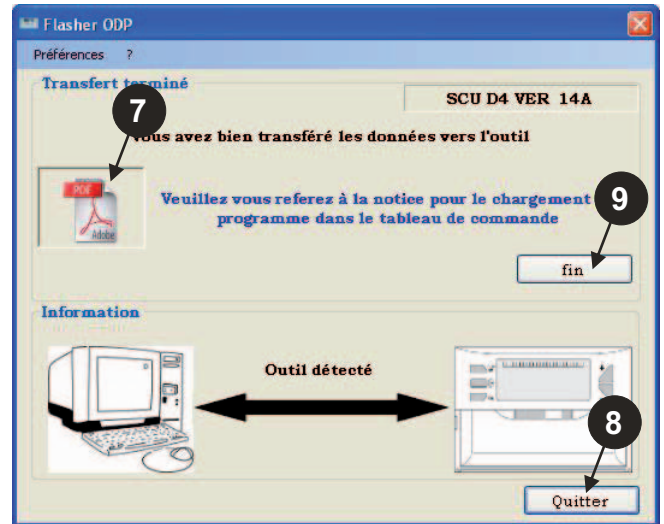 Flasher ODP
Préférences ?
Transfert terminé
SCU D4 VER 14A
7
vous avez bien transféré les données vers l'outil
PDF
Adobe
Veuillez vous referez à la notice pour le chargement
programme dans le tableau de commande
9
fin
Information
Outil détecté
8
Quitter